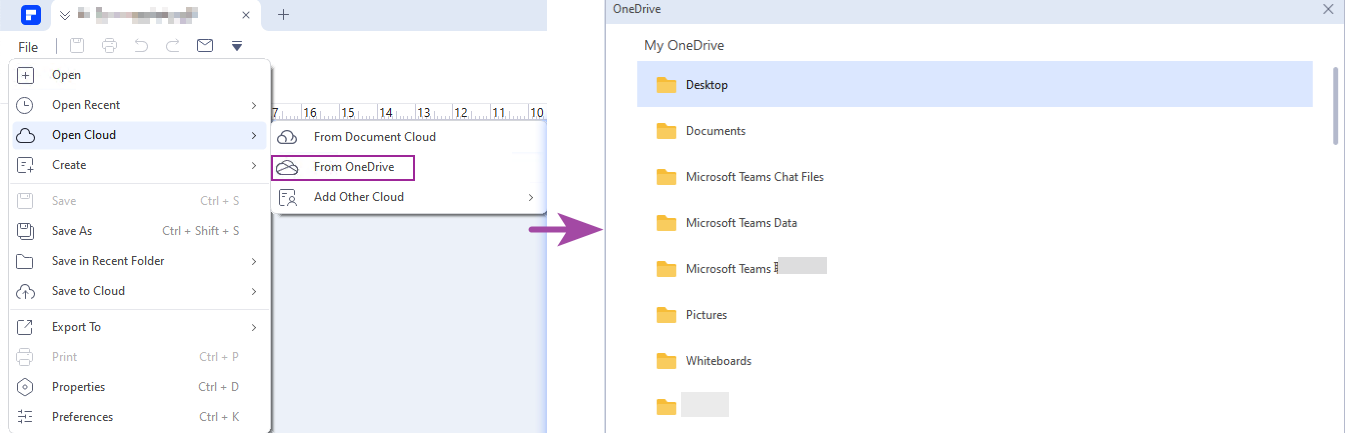 File
Open
Open Recent
Open Cloud
Create
Save Ctrl + S
Save As Ctrl + Shift + S
Save in Recent Folder
Save to Cloud
Export To
Print Ctrl + P
Properties Ctrl + D
Preferences Ctrl + K
7 16 15 14 13 12 11 10
From Document Cloud
From OneDrive
Add Other Cloud
OneDrive
My OneDrive
Desktop
Documents
Microsoft Teams Chat Files
Microsoft Teams Data
Microsoft Teams
Pictures
Whiteboards